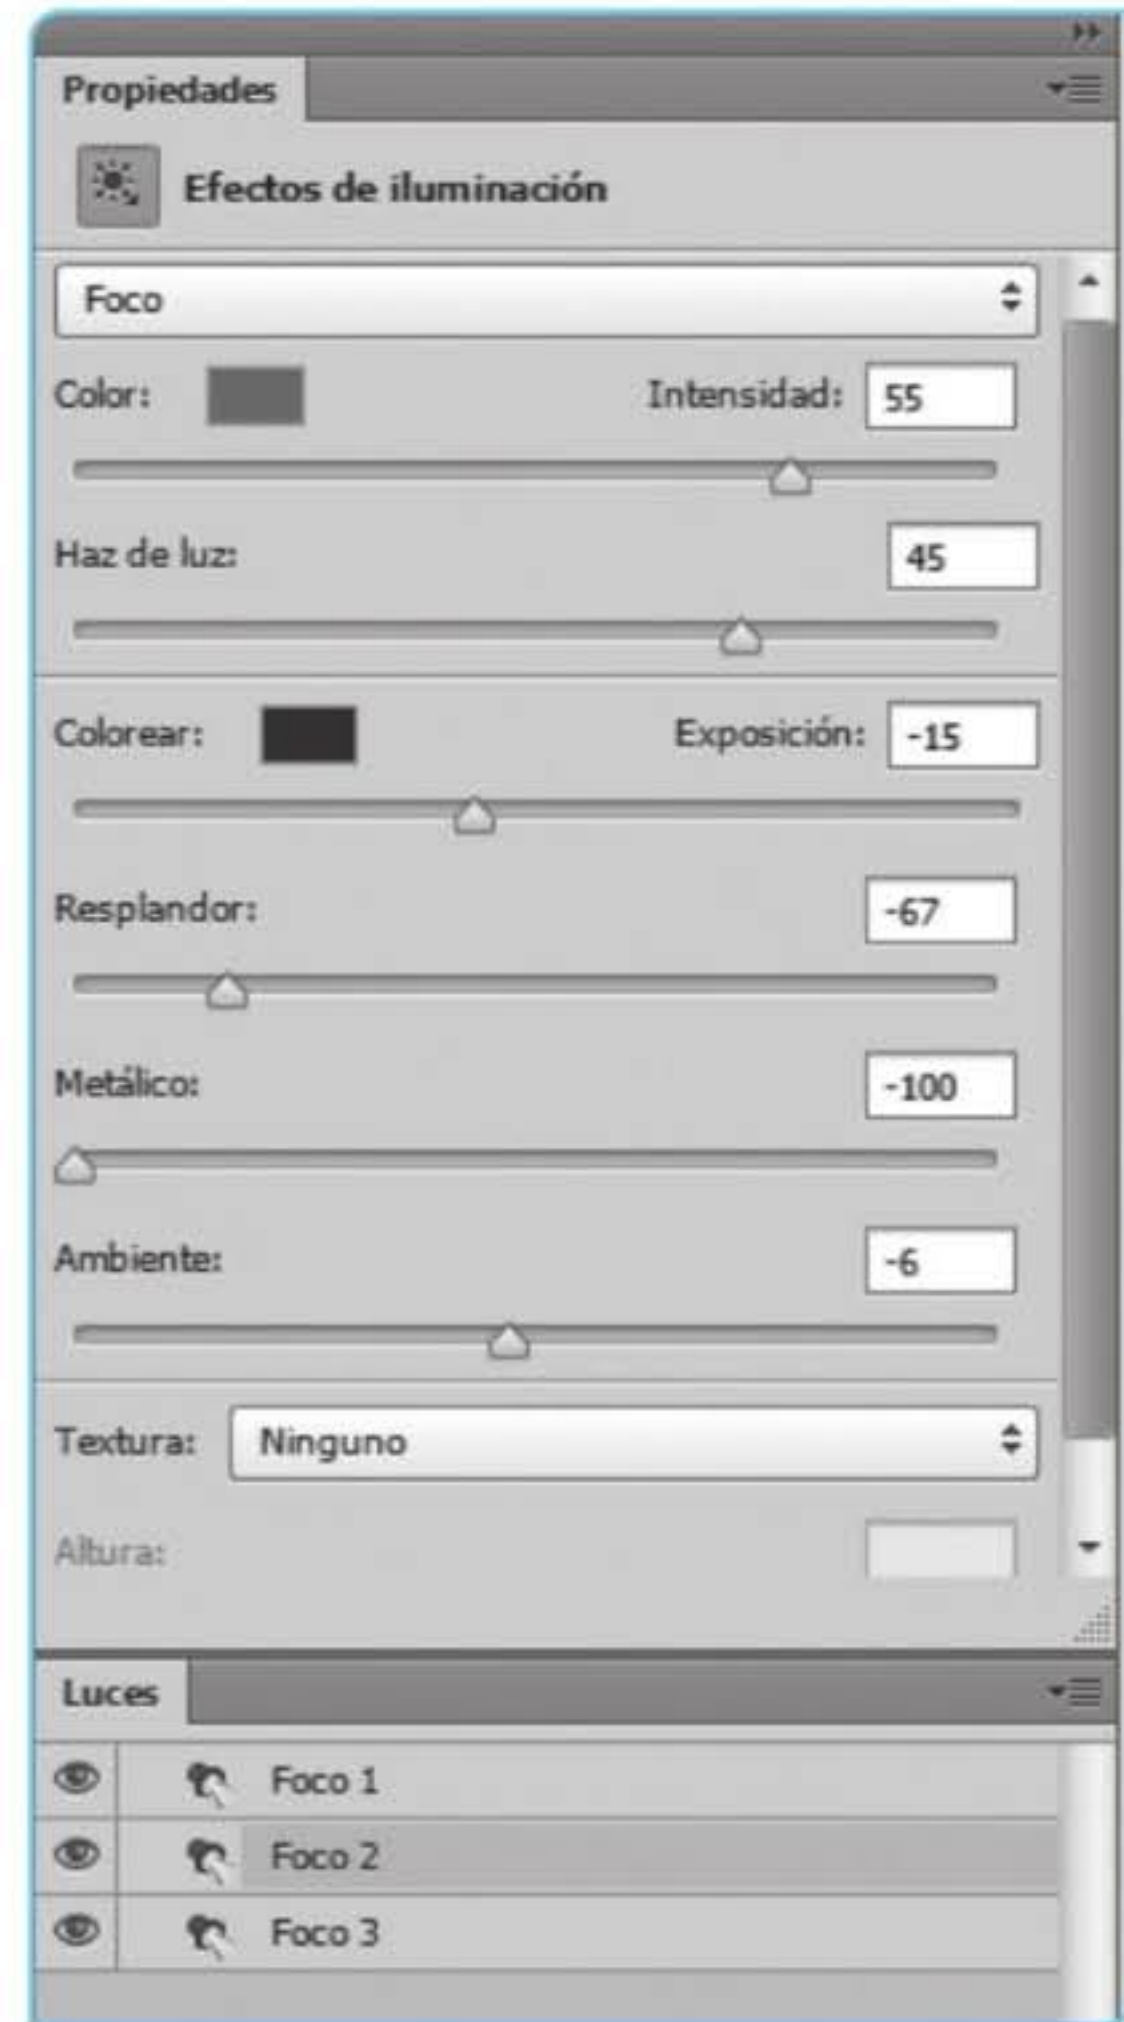 Propiedades
Efectos de iluminación
Foco
Color: Intensidad: 55
Haz de luz: 45
Colorear: Exposición: -15
Resplandor: -67
Metálico: -100
Ambiente: -6
Textura: Ninguno
Altura:
Luces
Foco 1
Foco 2
Foco 3